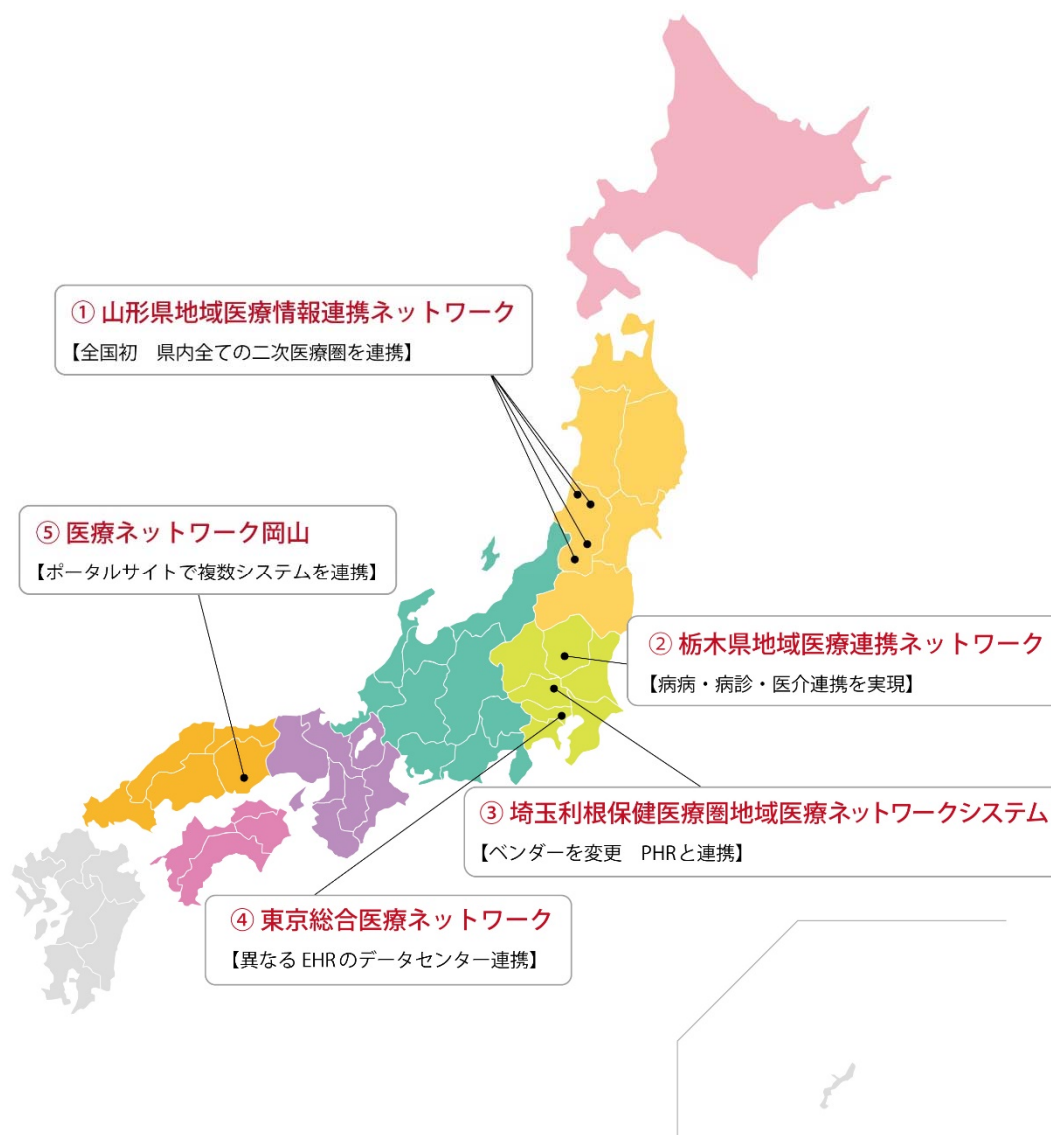 ① 山形県地域医療情報連携ネットワーク
【全国初　県内全ての二次医療圏を連携】
⑤ 医療ネットワーク岡山
【ポータルサイトで複数システムを連携】
② 栃木県地域医療連携ネットワーク
【病病・病診・医介連携を実現】
③ 埼玉利根保健医療圏地域医療ネットワークシステム
【ベンダーを変更　PHRと連携】
④ 東京総合医療ネットワーク
【異なる EHRのデータセンター連携】